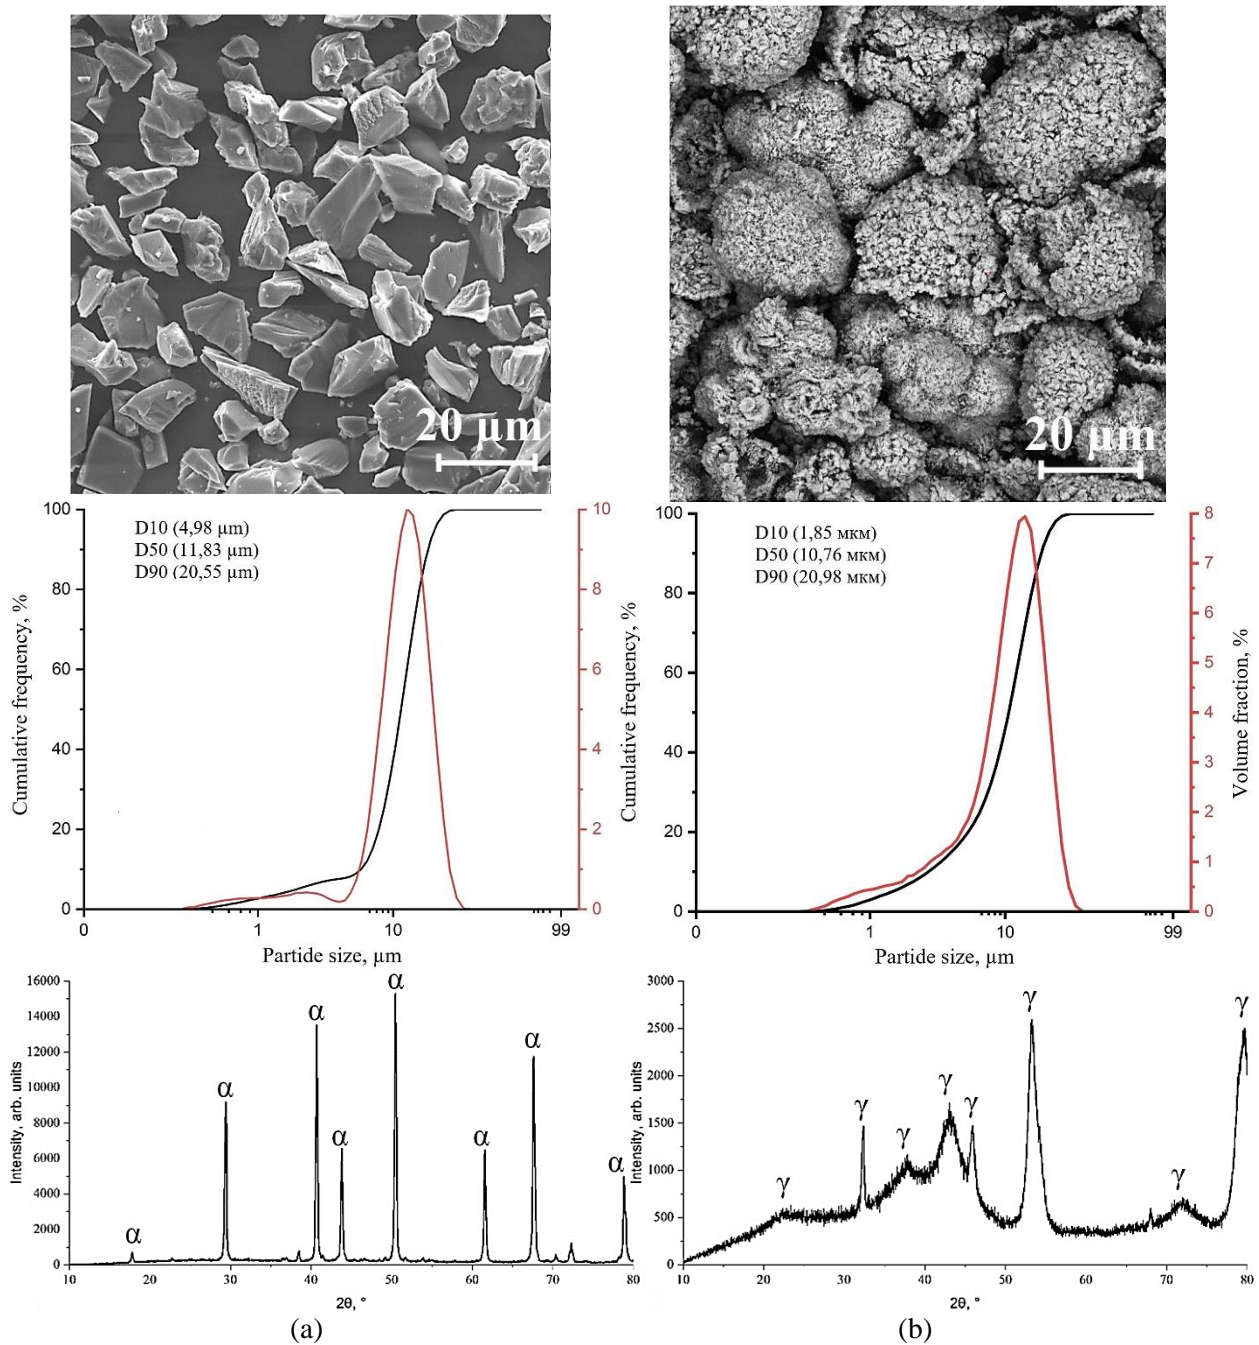 20 µm
20 µm
D10 (4,98 µm)
D50 (11,83 µm)
D90 (20,55 µm)
Cumulative frequency, %
100
80
60
40
20
0
10
8
6
4
2
0
0
1
10
99
Partide size, µm
D10 (1,85 мкм)
D50 (10,76 мкм)
D90 (20,98 мкм)
Cumulative frequency, %
100
80
60
40
20
0
8
7
6
5
4
3
2
1
0
Volume fraction, %
0
1
10
99
Partide size, µm
Intensity, arb. units
16000
14000
12000
10000
8000
6000
4000
2000
0
α
α
α
α
α
α
α
α
10
20
30
40
50
60
70
80
2θ, °
(a)
Intensity, arb. units
3000
2500
2000
1500
1000
500
0
γ
γ
γ
γ
γ
γ
γ
γ
10
20
30
40
50
60
70
80
2θ, °
(b)